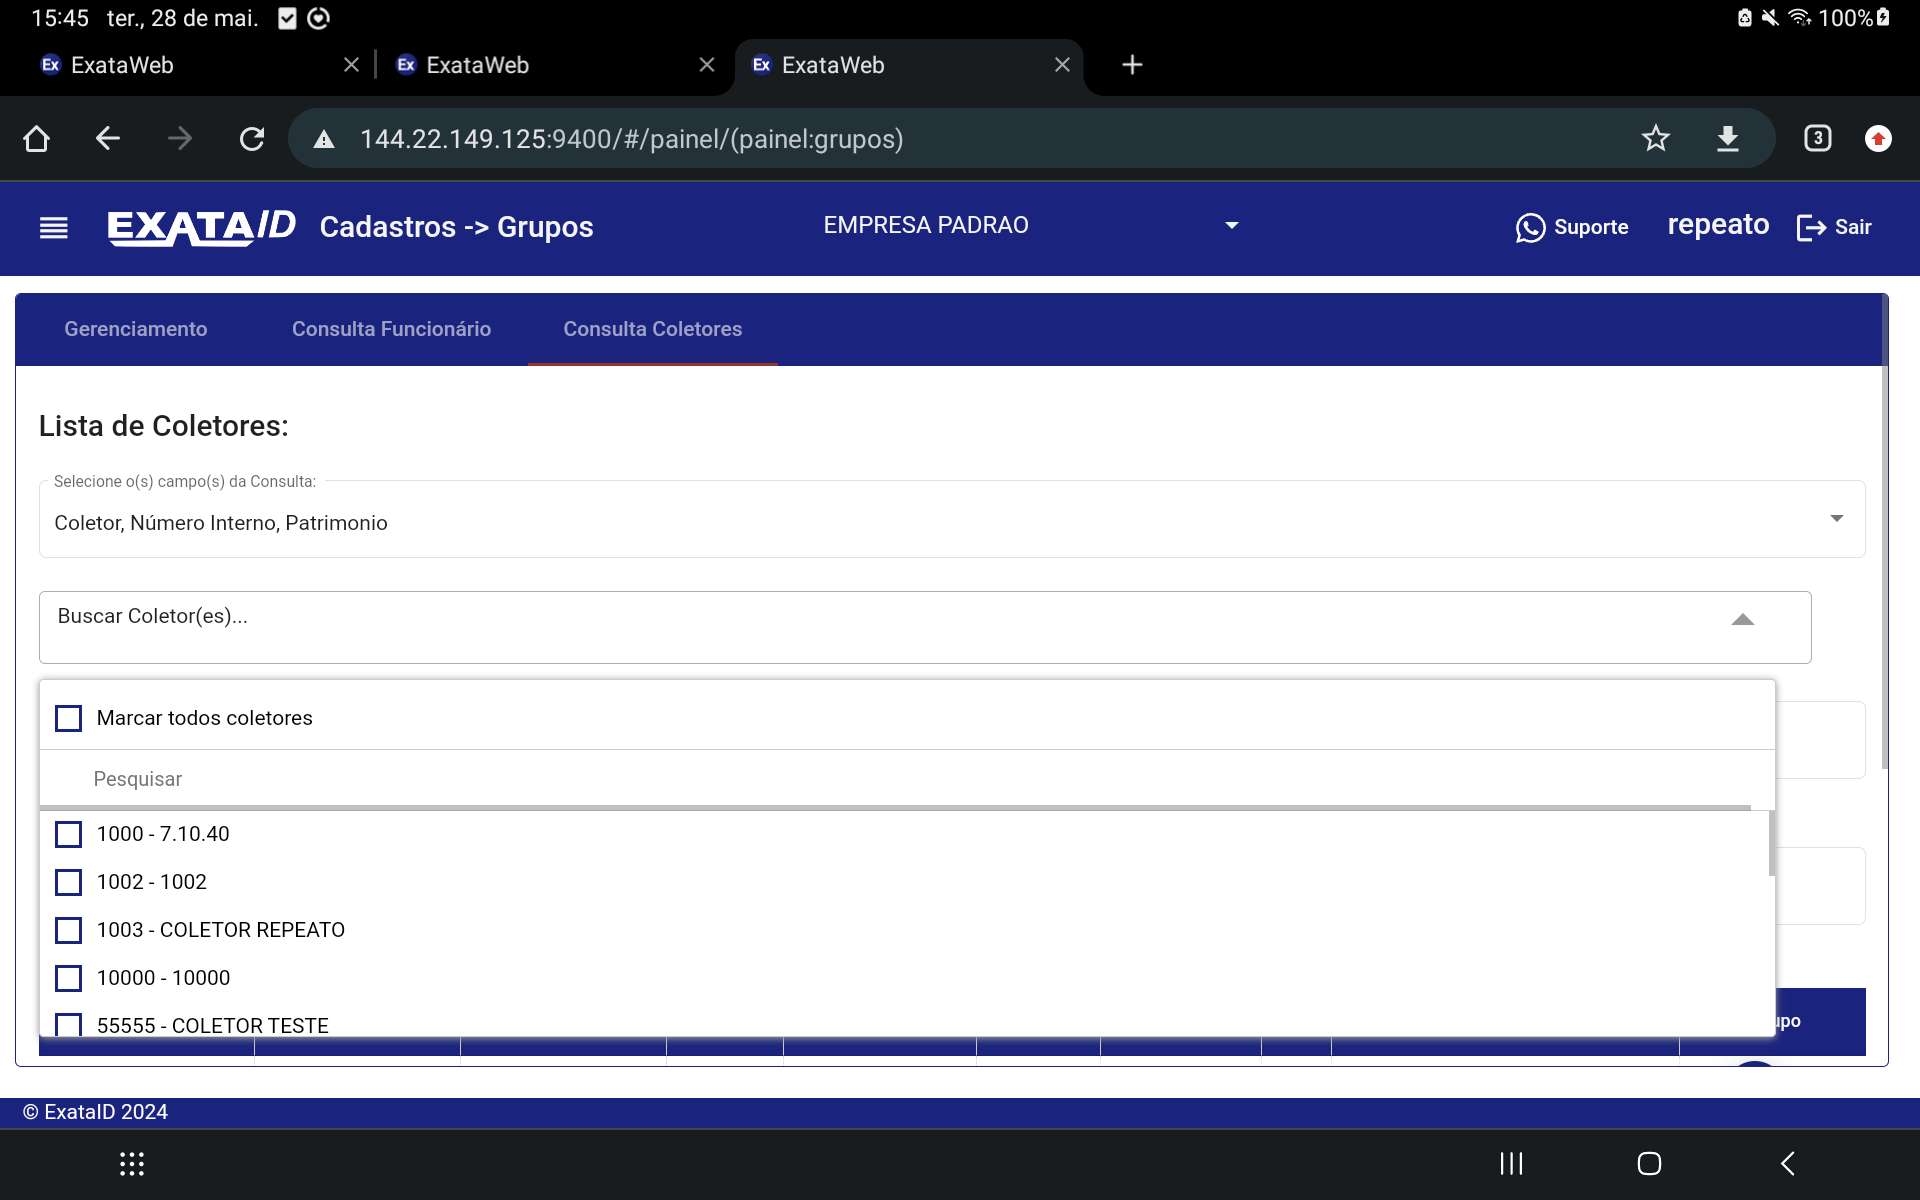 15:45 ter., 28 de mai.
100%
Ex ExataWeb
Ex ExataWeb
Ex ExataWeb
144.22.149.125:9400/#/painel/(painel:grupos)
3
EXATAID
Cadastros -> Grupos
EMPRESA PADRAO
Suporte
repeato
Sair
Gerenciamento
Consulta Funcionário
Consulta Coletores
Lista de Coletores:
Selecione o(s) campo(s) da Consulta:
Coletor, Número Interno, Patrimonio
Buscar Coletor(es)...
Marcar todos coletores
Pesquisar
1000 - 7.10.40
1002 - 1002
1003 - COLETOR REPEATO
10000 - 10000
55555 - COLETOR TESTE
© ExataID 2024